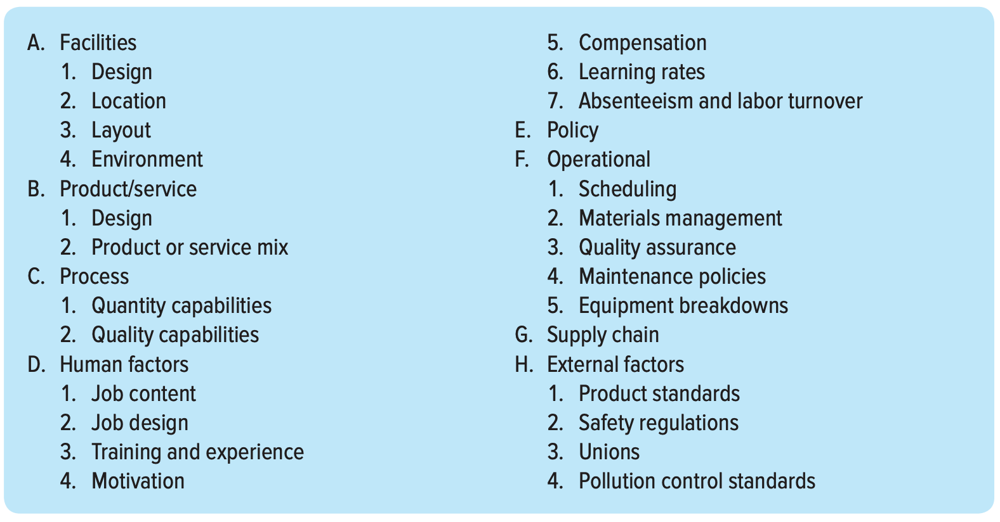 A. Facilities
1. Design
2. Location
3. Layout
4. Environment
B. Product/service
1. Design
2. Product or service mix
C. Process
1. Quantity capabilities
2. Quality capabilities
D. Human factors
1. Job content
2. Job design
3. Training and experience
4. Motivation
5. Compensation
6. Learning rates
7. Absenteeism and labor turnover
E. Policy
F. Operational
1. Scheduling
2. Materials management
3. Quality assurance
4. Maintenance policies
5. Equipment breakdowns
G. Supply chain
H. External factors
1. Product standards
2. Safety regulations
3. Unions
4. Pollution control standards